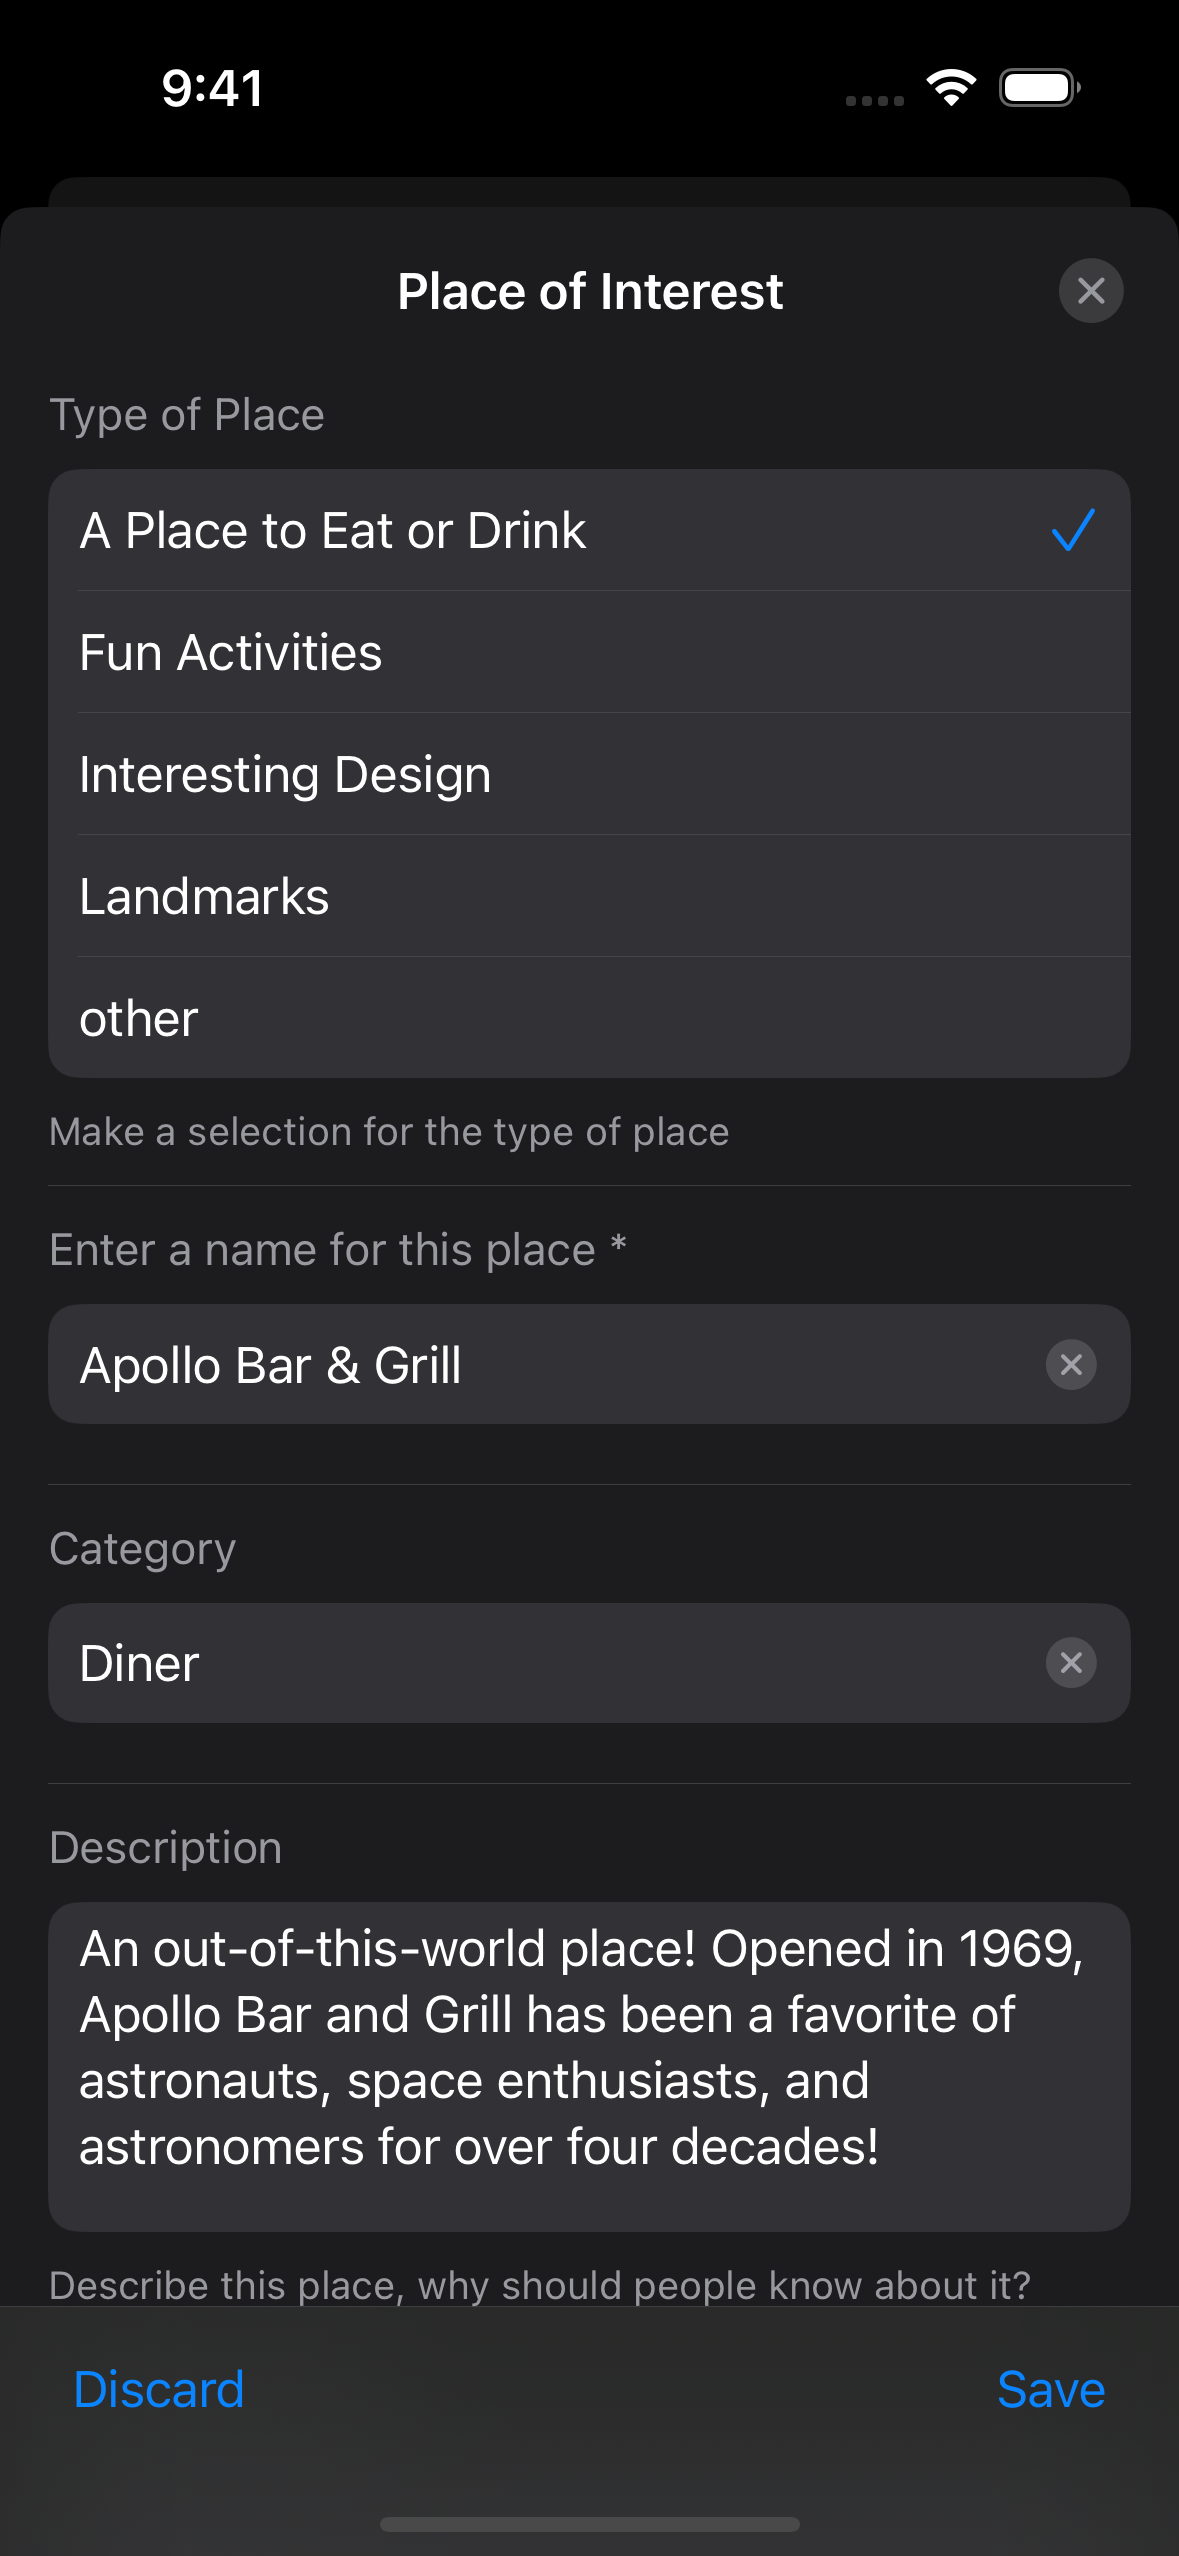 9:41
Place of Interest
Type of Place
A Place to Eat or Drink
Fun Activities
Interesting Design
Landmarks
other
Make a selection for the type of place
Enter a name for this place *
Apollo Bar & Grill
Category
Diner
Description
An out-of-this-world place! Opened in 1969,
Apollo Bar and Grill has been a favorite of
astronauts, space enthusiasts, and
astronomers for over four decades!
Describe this place, why should people know about it?
Discard
Save